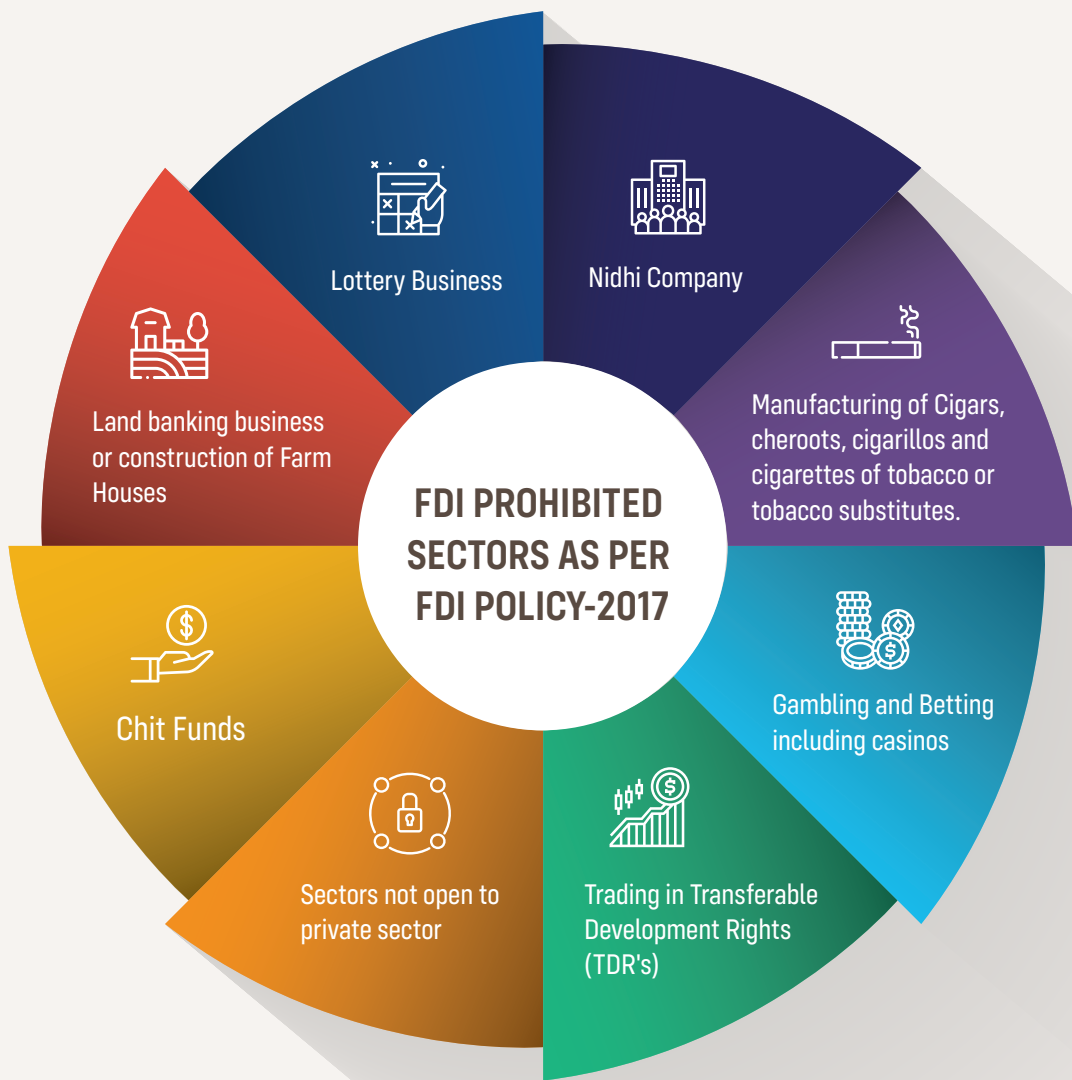 FDI PROHIBITED
SECTORS AS PER
FDI POLICY-2017
Nidhi Company
Manufacturing of Cigars,
cheroots, cigarillos and
cigarettes of tobacco or
tobacco substitutes.
Gambling and Betting
including casinos
Trading in Transferable
Development Rights
(TDR's)
Sectors not open to
private sector
Chit Funds
Land banking business
or construction of Farm
Houses
Lottery Business